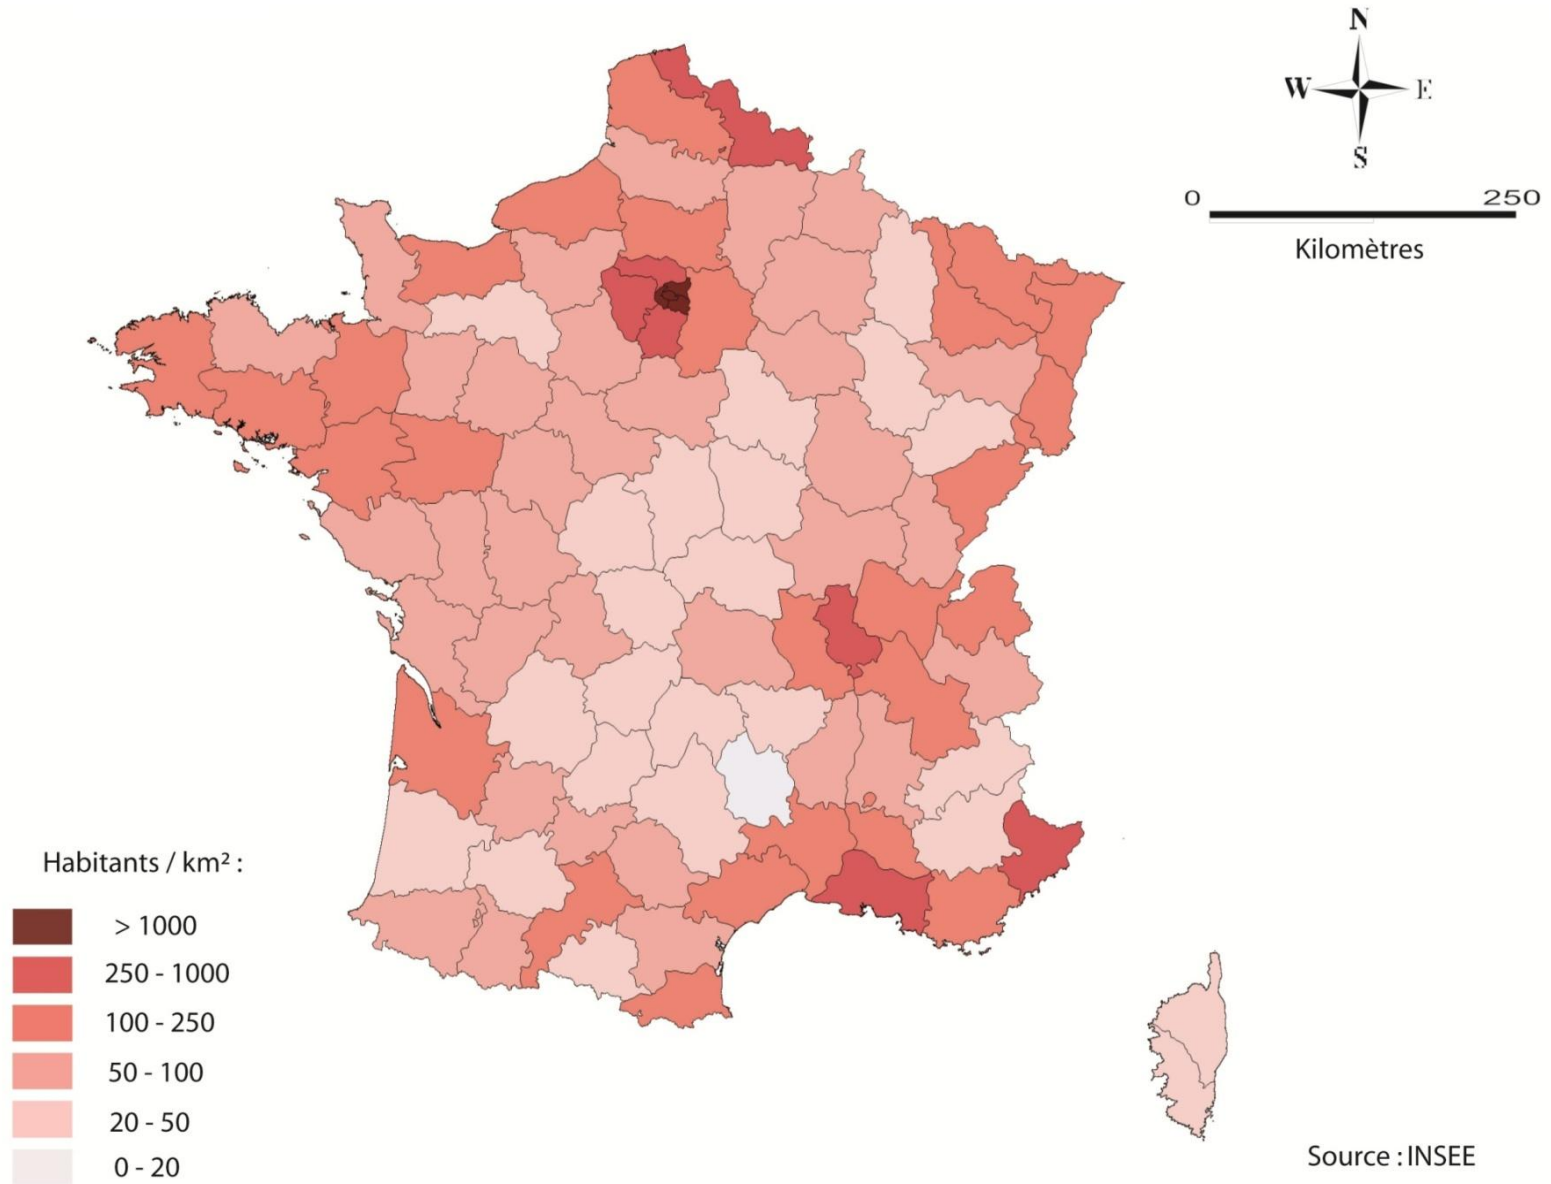 N
W E
S
0 250
Kilomètres
Habitants / km² :
> 1000
250 - 1000
100 - 250
50 - 100
20 - 50
0 - 20
Source : INSEE